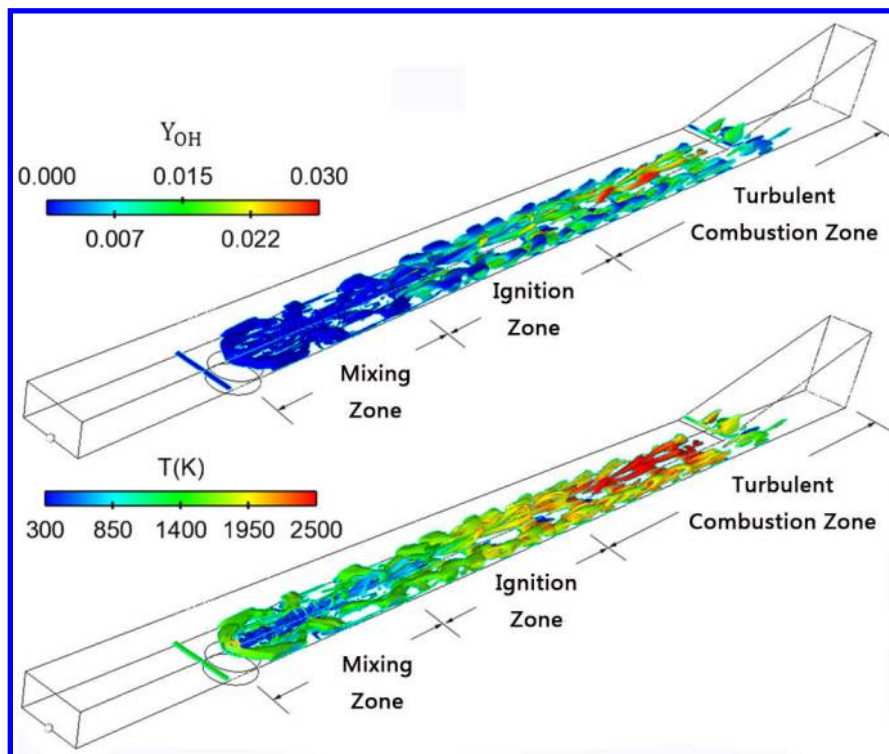 Y_OH
0.000 0.015 0.030
0.007 0.022
Turbulent
Combustion Zone
Ignition
Zone
Mixing
Zone
T(K)
300 850 1400 1950 2500
Turbulent
Combustion Zone
Ignition
Zone
Mixing
Zone